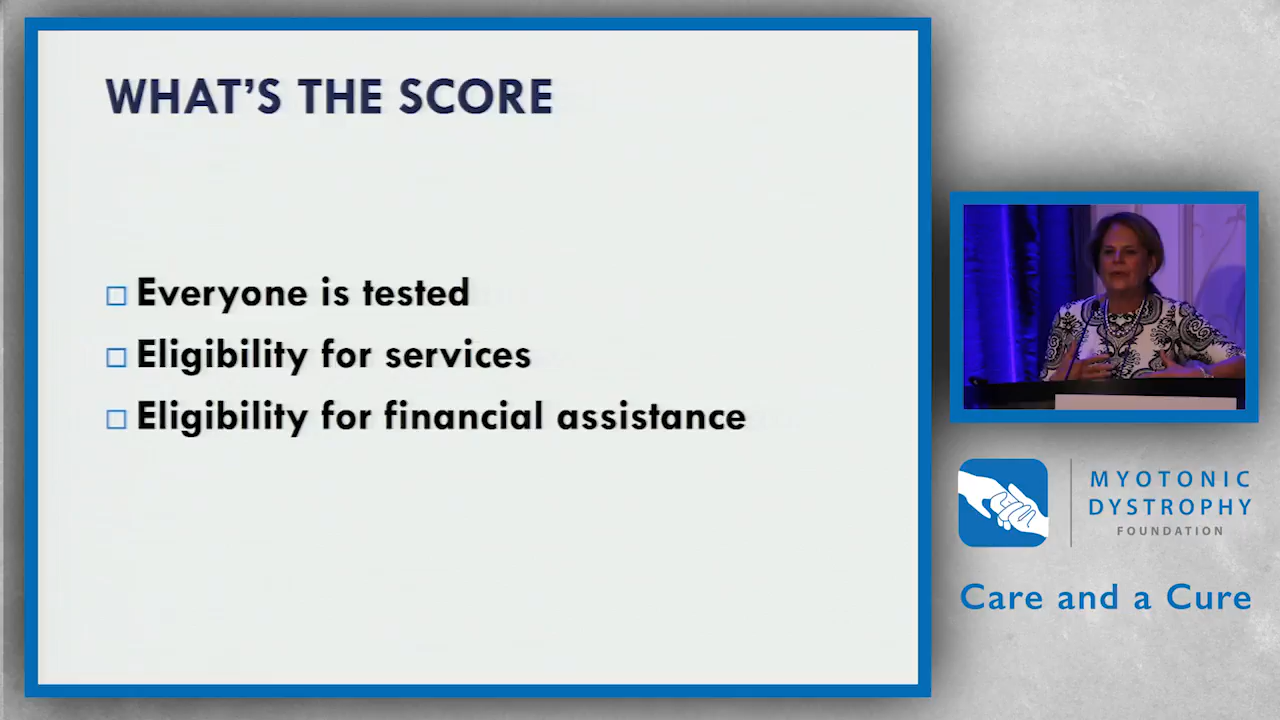 WHAT’S THE SCORE
Everyone is tested
Eligibility for services
Eligibility for financial assistance
MYOTONIC
DYSTROPHY
FOUNDATION
Care and a Cure